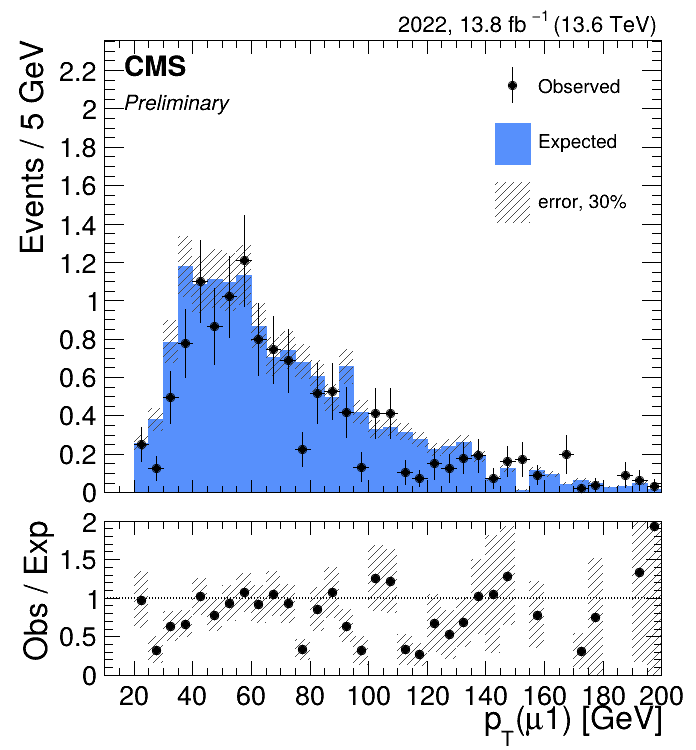 2022, 13.8 fb⁻¹ (13.6 TeV)
CMS
Preliminary
Observed
Expected
error, 30%
Events / 5 GeV
2.2
2
1.8
1.6
1.4
1.2
1
0.8
0.6
0.4
0.2
0
Obs / Exp
2
1.5
1
0.5
0
20 40 60 80 100 120 140 160 180 200
p_T(μ1) [GeV]